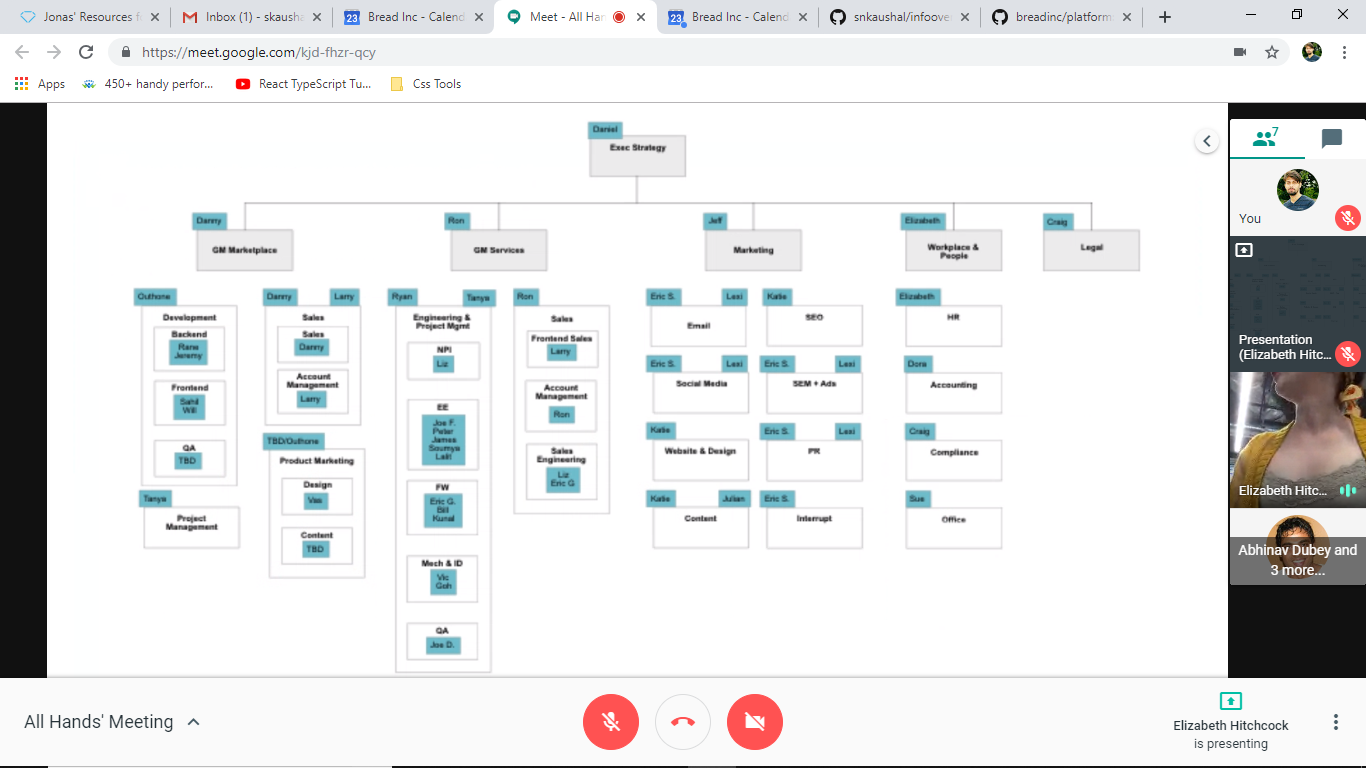 Jonas' Resources f
Inbox (1) - skausha
Bread Inc - Calend
Meet - All Han
Bread Inc - Calend
snkaushal/infoove
breadinc/platform
https://meet.google.com/kjd-fhzr-qcy
Apps
450+ handy perfor...
React TypeScript Tu...
Css Tools
Daniel
Exec Strategy
Danny
GM Marketplace
Ron
GM Services
Jeff
Marketing
Elizabeth
Workplace &
People
Craig
Legal
Outhone
Development
Backend
Rane
Jeremy
Frontend
Sahil
Will
QA
TBD
Tanya
Project
Management
Danny
Larry
Sales
Sales
Danny
Account
Management
Larry
TBD/Outhone
Product Marketing
Design
Vas
Content
TBD
Ryan
Tanya
Engineering &
Project Mgmt
NPI
Liz
EE
Joe F.
Peter
James
Soumya
Lalit
FW
Eric G.
Bill
Kunal
Mech & ID
Vic
Goh
QA
Joe D.
Ron
Sales
Frontend Sales
Larry
Account
Management
Ron
Sales
Engineering
Liz
Eric G
Eric S.
Lexi
Email
Eric S.
Lexi
Social Media
Katie
Website & Design
Katie
Julian
Content
Katie
SEO
Eric S.
Lexi
SEM + Ads
Eric S.
Lexi
PR
Eric S.
Interrupt
Elizabeth
HR
Dora
Accounting
Craig
Compliance
Sue
Office
7
You
Presentation
(Elizabeth Hitc...
Elizabeth Hitc...
Abhinav Dubey and
3 more...
All Hands' Meeting
Elizabeth Hitchcock
is presenting